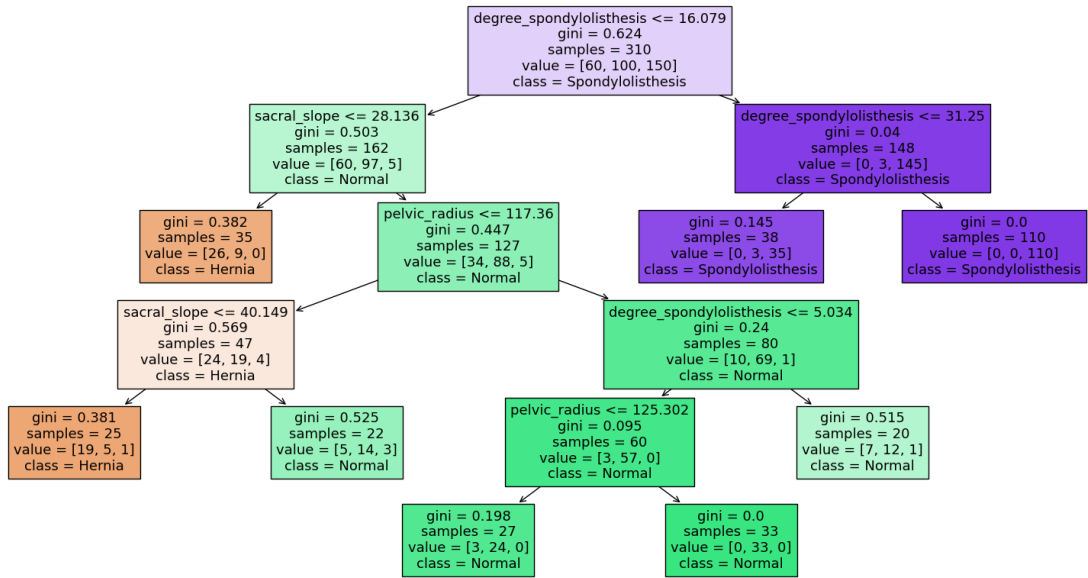 degree_spondylolisthesis <= 16.079
gini = 0.624
samples = 310
value = [60, 100, 150]
class = Spondylolisthesis
sacral_slope <= 28.136
gini = 0.503
samples = 162
value = [60, 97, 5]
class = Normal
degree_spondylolisthesis <= 31.25
gini = 0.04
samples = 148
value = [0, 3, 145]
class = Spondylolisthesis
gini = 0.382
samples = 35
value = [26, 9, 0]
class = Hernia
pelvic_radius <= 117.36
gini = 0.447
samples = 127
value = [34, 88, 5]
class = Normal
gini = 0.145
samples = 38
value = [0, 3, 35]
class = Spondylolisthesis
gini = 0.0
samples = 110
value = [0, 0, 110]
class = Spondylolisthesis
sacral_slope <= 40.149
gini = 0.569
samples = 47
value = [24, 19, 4]
class = Hernia
degree_spondylolisthesis <= 5.034
gini = 0.24
samples = 80
value = [10, 69, 1]
class = Normal
gini = 0.381
samples = 25
value = [19, 5, 1]
class = Hernia
gini = 0.525
samples = 22
value = [5, 14, 3]
class = Normal
pelvic_radius <= 125.302
gini = 0.095
samples = 60
value = [3, 57, 0]
class = Normal
gini = 0.515
samples = 20
value = [7, 12, 1]
class = Normal
gini = 0.198
samples = 27
value = [3, 24, 0]
class = Normal
gini = 0.0
samples = 33
value = [0, 33, 0]
class = Normal